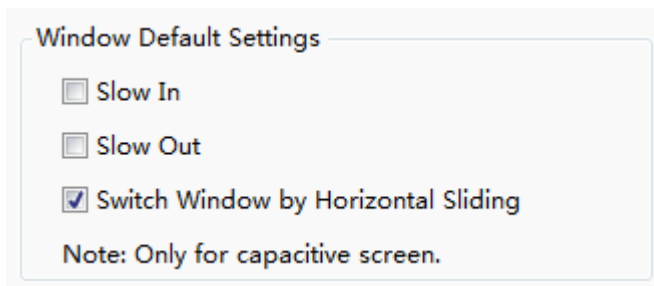 Window Default Settings
Slow In
Slow Out
Switch Window by Horizontal Sliding
Note: Only for capacitive screen.